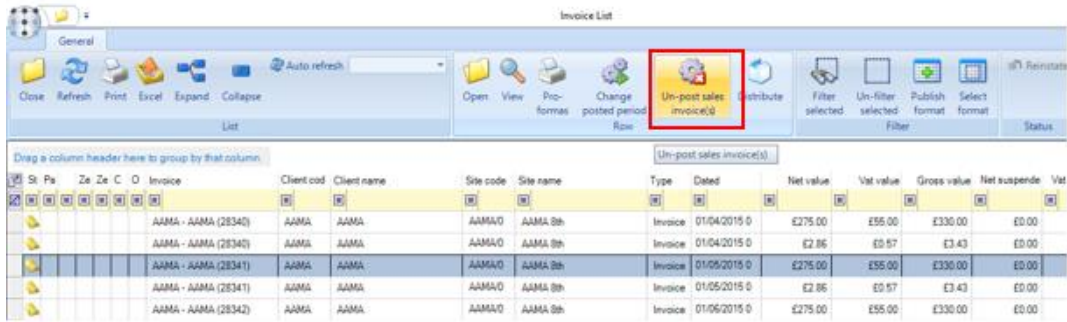 Invoice List
General
Auto refresh
Close Refresh Print Excel Expand Collapse
Open View Pro-formas Change posted period Un-post sales invoice(s) Distribute
Filter selected Un-filter selected Publish format Select format
Reinstate
List Row Filter Status
Drag a column header here to group by that column.
Un-post sales invoice(s)
St Pa Ze Ze C O Invoice Client cod Client name Site code Site name Type Dated Net value Vat value Gross value Net suspende Vat
AAMA - AAMA (28340) AAMA AAMA AAMA/0 AAMA 8th Invoice 01/04/2015 0 £275.00 £55.00 £330.00 £0.00
AAMA - AAMA (28340) AAMA AAMA AAMA/0 AAMA 8th Invoice 01/04/2015 0 £2.86 £0.57 £3.43 £0.00
AAMA - AAMA (28341) AAMA AAMA AAMA/0 AAMA 8th Invoice 01/05/2015 0 £275.00 £55.00 £330.00 £0.00
AAMA - AAMA (28341) AAMA AAMA AAMA/0 AAMA 8th Invoice 01/05/2015 0 £2.86 £0.57 £3.43 £0.00
AAMA - AAMA (28342) AAMA AAMA AAMA/0 AAMA 8th Invoice 01/06/2015 0 £275.00 £55.00 £330.00 £0.00